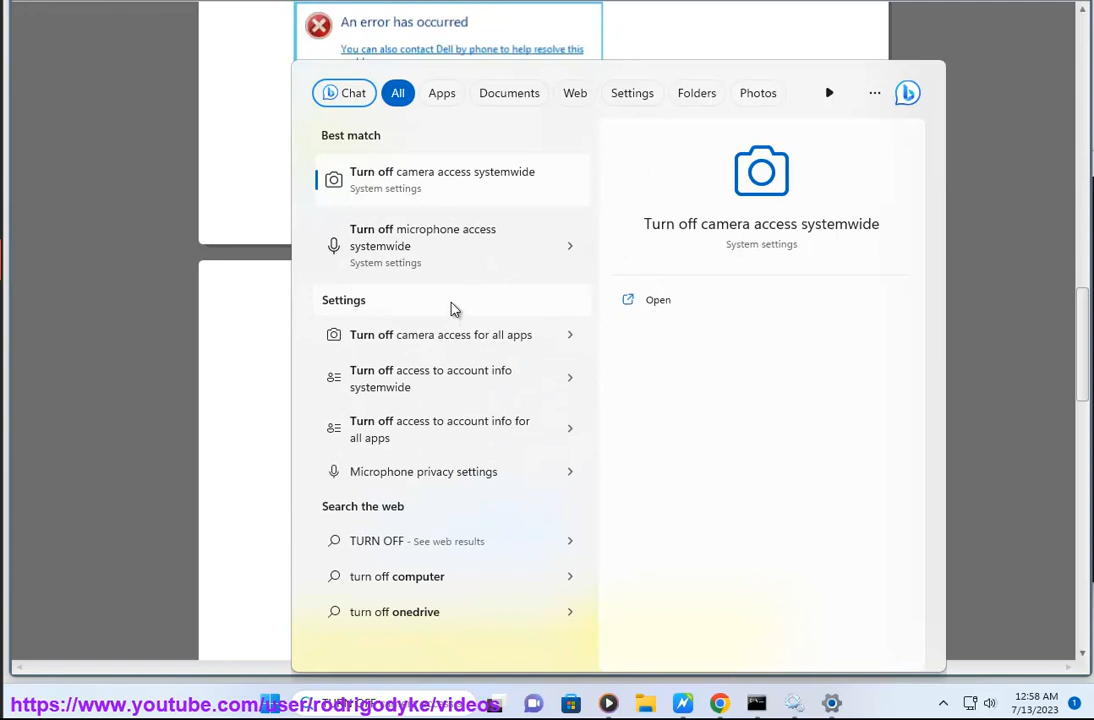 An error has occurred
You can also contact Dell by phone to help resolve this
Chat All Apps Documents Web Settings Folders Photos
Best match
Turn off camera access systemwide
System settings
Turn off microphone access
systemwide
System settings
Settings
Turn off camera access for all apps
Turn off access to account info
systemwide
Turn off access to account info for
all apps
Microphone privacy settings
Search the web
TURN OFF - See web results
turn off computer
turn off onedrive
Turn off camera access systemwide
System settings
Open
https://www.youtube.com/user/rodrigodyke/videos
TURN OFF
12:58 AM
7/13/2023
1